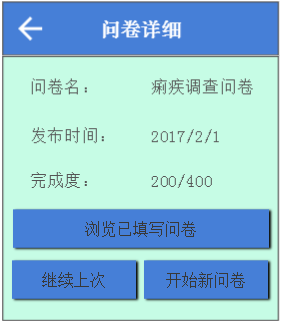 问卷详细
问卷名： 痢疾调查问卷
发布时间： 2017/2/1
完成度： 200/400
浏览已填写问卷
继续上次 开始新问卷